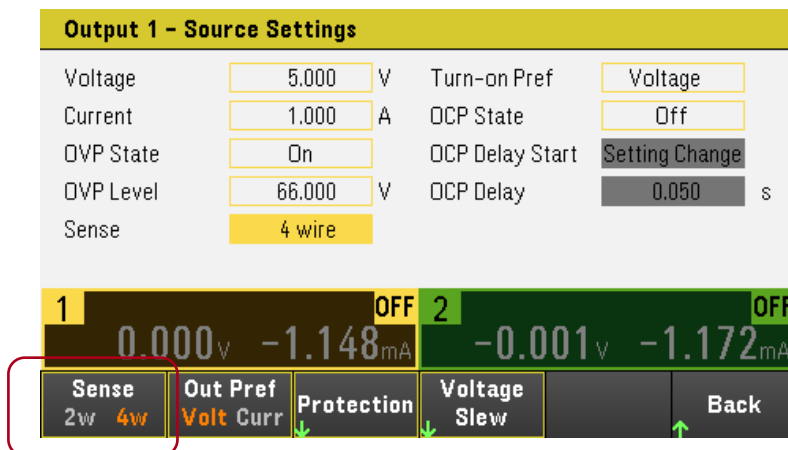 Output 1 – Source Settings
Voltage 5.000 V Turn-on Pref Voltage
Current 1.000 A OCP State Off
OVP State On OCP Delay Start Setting Change
OVP Level 66.000 V OCP Delay 0.050 s
Sense 4 wire
1 OFF 2 OFF
0.000V -1.148mA -0.001V -1.172mA
Sense Out Pref Protection Voltage Back
2w 4w Volt Curr Slew